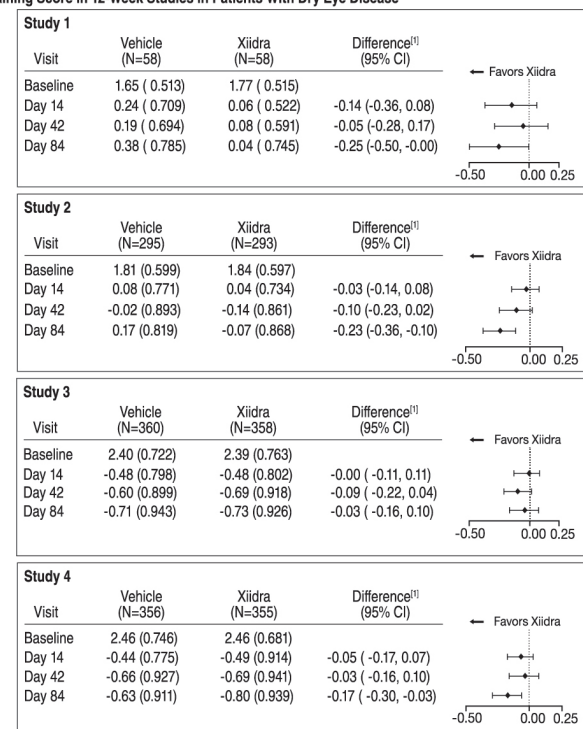 Score in 12-Week Studies in Patients with Dry Eye Disease
Study 1
Vehicle Xiidra Difference[1]
Visit (N=58) (N=58) (95% CI)
← Favors Xiidra
Baseline 1.65 ( 0.513) 1.77 ( 0.515)
Day 14 0.24 ( 0.709) 0.06 ( 0.522) -0.14 (-0.36, 0.08)
Day 42 0.19 ( 0.694) 0.08 ( 0.591) -0.05 (-0.28, 0.17)
Day 84 0.38 ( 0.785) 0.04 ( 0.745) -0.25 (-0.50, -0.00)
-0.50 0.00 0.25
Study 2
Vehicle Xiidra Difference[1]
Visit (N=295) (N=293) (95% CI)
← Favors Xiidra
Baseline 1.81 (0.599) 1.84 (0.597)
Day 14 0.08 (0.771) 0.04 (0.734) -0.03 (-0.14, 0.08)
Day 42 -0.02 (0.893) -0.14 (0.861) -0.10 (-0.23, 0.02)
Day 84 0.17 (0.819) -0.07 (0.868) -0.23 (-0.36, -0.10)
-0.50 0.00 0.25
Study 3
Vehicle Xiidra Difference[1]
Visit (N=360) (N=358) (95% CI)
← Favors Xiidra
Baseline 2.40 (0.722) 2.39 (0.763)
Day 14 -0.48 (0.798) -0.48 (0.802) -0.00 ( -0.11, 0.11)
Day 42 -0.60 (0.899) -0.69 (0.918) -0.09 ( -0.22, 0.04)
Day 84 -0.71 (0.943) -0.73 (0.926) -0.03 ( -0.16, 0.10)
-0.50 0.00 0.25
Study 4
Vehicle Xiidra Difference[1]
Visit (N=356) (N=355) (95% CI)
← Favors Xiidra
Baseline 2.46 (0.746) 2.46 (0.681)
Day 14 -0.44 (0.775) -0.49 (0.914) -0.05 ( -0.17, 0.07)
Day 42 -0.66 (0.927) -0.69 (0.941) -0.03 ( -0.16, 0.10)
Day 84 -0.63 (0.911) -0.80 (0.939) -0.17 ( -0.30, -0.03)
-0.50 0.00 0.25